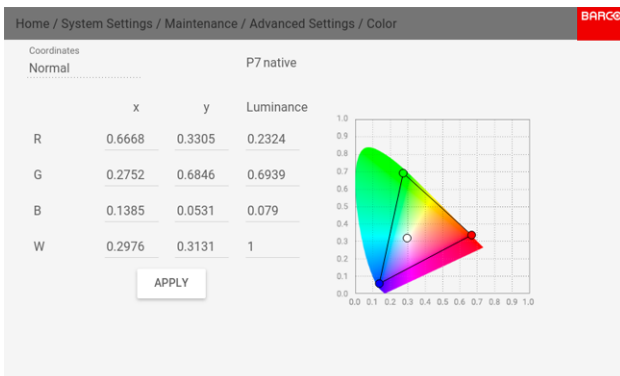 Home / System Settings / Maintenance / Advanced Settings / Color
BARCO
Coordinates
Normal
P7 native
x y Luminance
R 0.6668 0.3305 0.2324
G 0.2752 0.6846 0.6939
B 0.1385 0.0531 0.079
W 0.2976 0.3131 1
APPLY
1.0
0.9
0.8
0.7
0.6
0.5
0.4
0.3
0.2
0.1
0.0
0.0 0.1 0.2 0.3 0.4 0.5 0.6 0.7 0.8 0.9 1.0